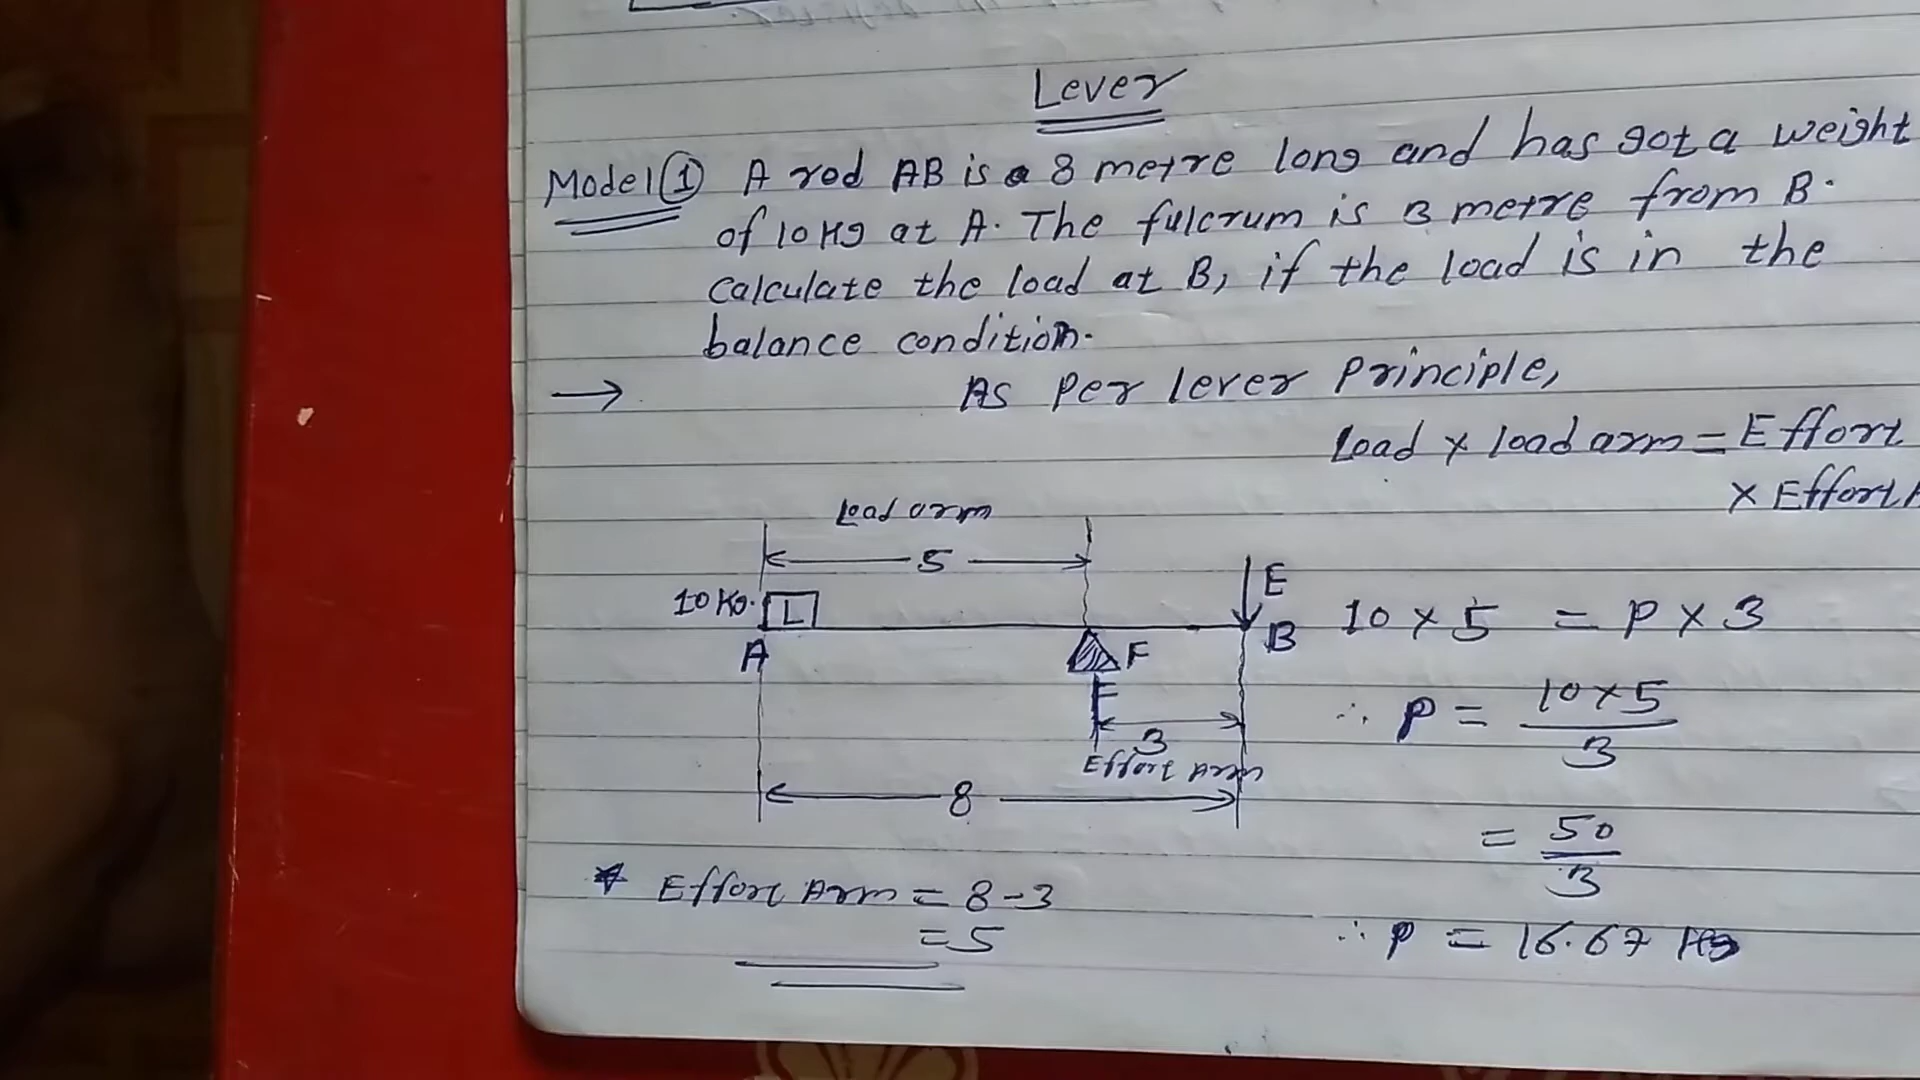 Lever
Model ① A rod AB is a 8 metre long and has got a weight
of 10 Kg at A. The fulcrum is 3 metre from B.
calculate the load at B, if the load is in the
balance condition.
→ As per lever principle,
Load x load arm = Effort
x Effort A
Load arm
5
10 Kg. L
E
A
F
B
F
3
Effort Arm
8
* Effort Arm = 8-3
= 5
10 x 5 = P x 3
∴ P = 10x5/3
= 50/3
∴ P = 16.67 Kg